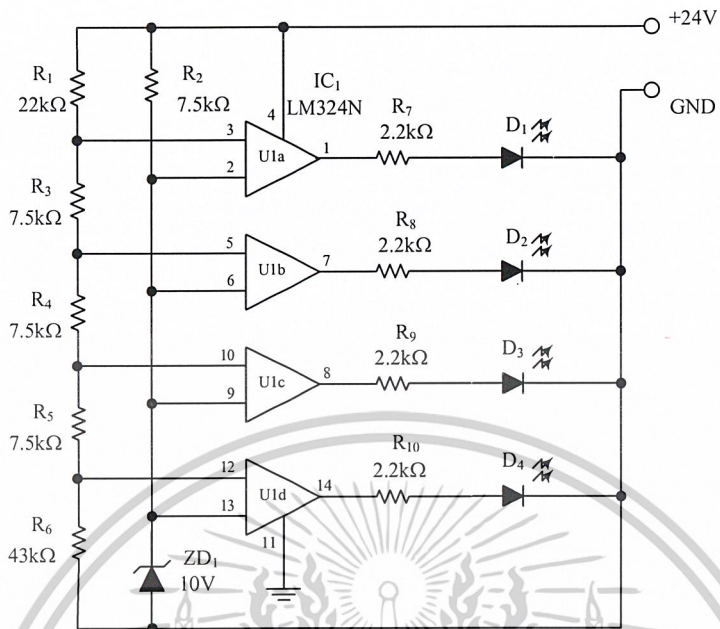 +24V
R1
22kΩ
R2
7.5kΩ
IC1
LM324N
GND
4
3
2
U1a
1
R7
2.2kΩ
D1
R3
7.5kΩ
5
6
U1b
7
R8
2.2kΩ
D2
R4
7.5kΩ
10
9
U1c
8
R9
2.2kΩ
D3
R5
7.5kΩ
12
13
U1d
14
11
R10
2.2kΩ
D4
R6
43kΩ
ZD1
10V